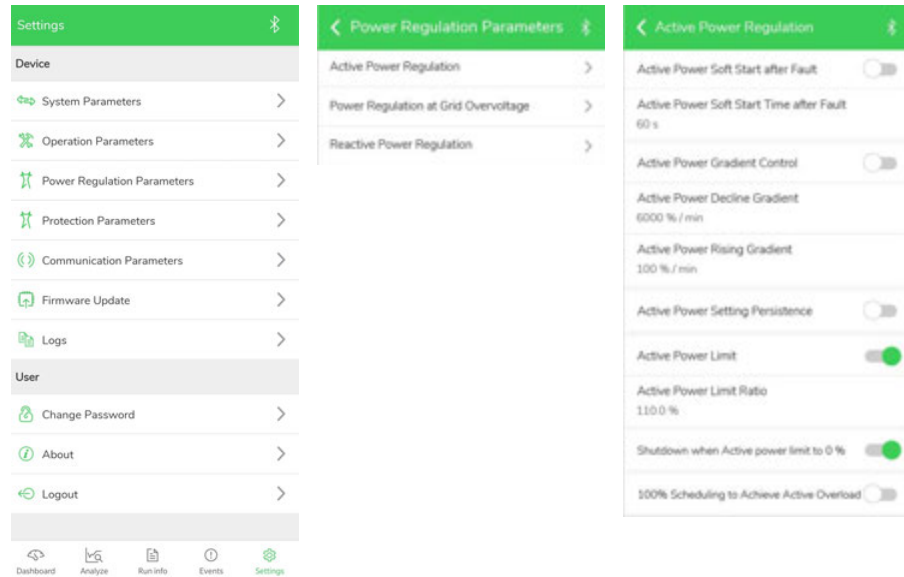 Settings
Device
System Parameters
Operation Parameters
Power Regulation Parameters
Protection Parameters
Communication Parameters
Firmware Update
Logs
User
Change Password
About
Logout
Dashboard
Analyze
Run info
Events
Settings
Power Regulation Parameters
Active Power Regulation
Power Regulation at Grid Overvoltage
Reactive Power Regulation
Active Power Regulation
Active Power Soft Start after Fault
Active Power Soft Start Time after Fault
60 s
Active Power Gradient Control
Active Power Decline Gradient
6000 % / min
Active Power Rising Gradient
100 % / min
Active Power Setting Persistence
Active Power Limit
Active Power Limit Ratio
110.0 %
Shutdown when Active power limit to 0 %
100% Scheduling to Achieve Active Overload